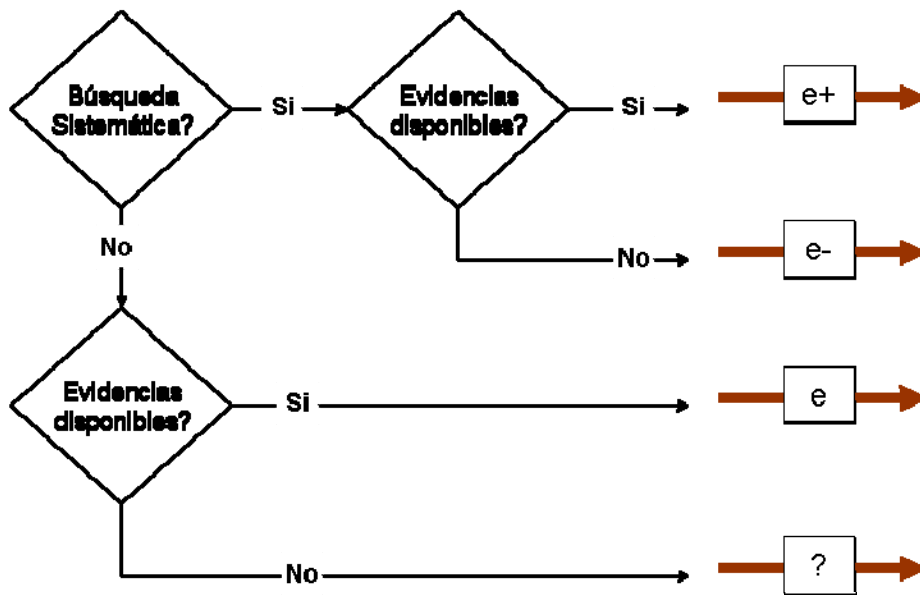 Búsqueda
Sistemática?
Si
Evidencias
disponibles?
Si
e+
No
No
e-
Evidencias
disponibles?
Si
e
No
?